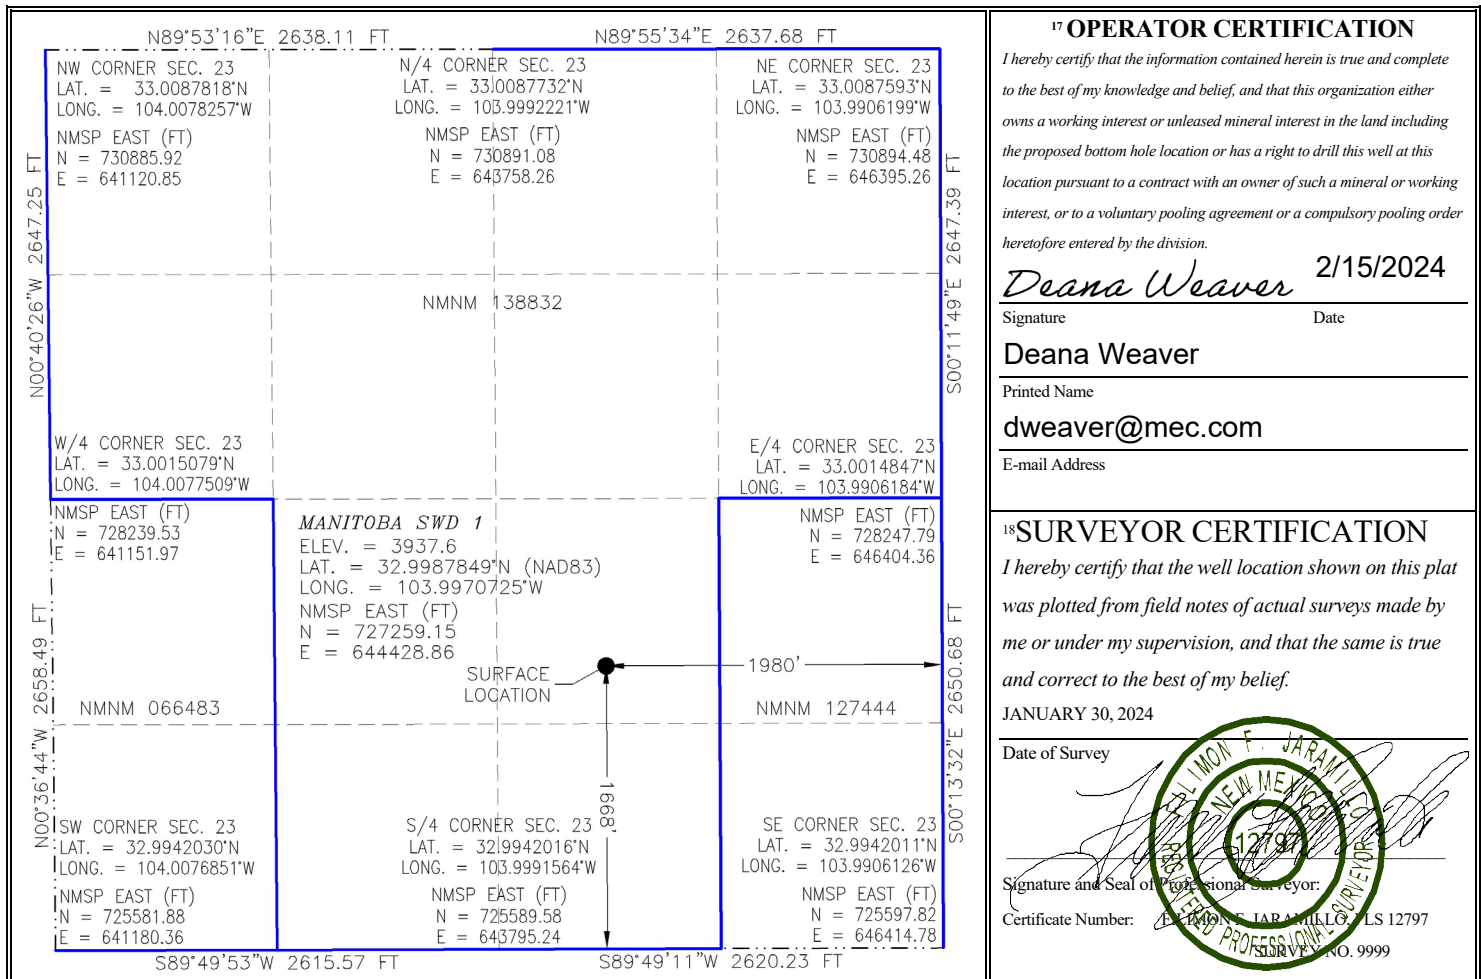 N89°53'16"E 2638.11 FT
N89°55'34"E 2637.68 FT
NW CORNER SEC. 23
LAT. = 33.0087818°N
LONG. = 104.0078257°W
NMSP EAST (FT)
N = 730885.92
E = 641120.85
N/4 CORNER SEC. 23
LAT. = 33.0087732°N
LONG. = 103.9992221°W
NMSP EAST (FT)
N = 730891.08
E = 643758.26
NE CORNER SEC. 23
LAT. = 33.0087593°N
LONG. = 103.9906199°W
NMSP EAST (FT)
N = 730894.48
E = 646395.26
N00°40'26"W 2647.25 FT
S00°11'49"E 2647.39 FT
NMNM 138832
W/4 CORNER SEC. 23
LAT. = 33.0015079°N
LONG. = 104.0077509°W
NMSP EAST (FT)
N = 728239.53
E = 641151.97
E/4 CORNER SEC. 23
LAT. = 33.0014847°N
LONG. = 103.9906184°W
NMSP EAST (FT)
N = 728247.79
E = 646404.36
MANITOBA SWD 1
ELEV. = 3937.6
LAT. = 32.9987849°N (NAD83)
LONG. = 103.9970725°W
NMSP EAST (FT)
N = 727259.15
E = 644428.86
SURFACE
LOCATION
1980'
1668'
N00°36'44"W 2658.49 FT
S00°13'32"E 2650.68 FT
NMNM 066483
NMNM 127444
SW CORNER SEC. 23
LAT. = 32.9942030°N
LONG. = 104.0076851°W
NMSP EAST (FT)
N = 725581.88
E = 641180.36
S/4 CORNER SEC. 23
LAT. = 32.9942016°N
LONG. = 103.9991564°W
NMSP EAST (FT)
N = 725589.58
E = 643795.24
SE CORNER SEC. 23
LAT. = 32.9942011°N
LONG. = 103.9906126°W
NMSP EAST (FT)
N = 725597.82
E = 646414.78
S89°49'53"W 2615.57 FT
S89°49'11"W 2620.23 FT
17 OPERATOR CERTIFICATION
I hereby certify that the information contained herein is true and complete
to the best of my knowledge and belief, and that this organization either
owns a working interest or unleased mineral interest in the land including
the proposed bottom hole location or has a right to drill this well at this
location pursuant to a contract with an owner of such a mineral or working
interest, or to a voluntary pooling agreement or a compulsory pooling order
heretofore entered by the division.
Deana Weaver 2/15/2024
Signature Date
Deana Weaver
Printed Name
dweaver@mec.com
E-mail Address
18 SURVEYOR CERTIFICATION
I hereby certify that the well location shown on this plat
was plotted from field notes of actual surveys made by
me or under my supervision, and that the same is true
and correct to the best of my belief.
JANUARY 30, 2024
Date of Survey
FILIMON F. JARAMILLO
NEW MEXICO
12797
REGISTERED PROFESSIONAL SURVEYOR
Signature and Seal of Professional Surveyor:
Certificate Number: FILIMON F. JARAMILLO, PLS 12797
SURVEY NO. 9999